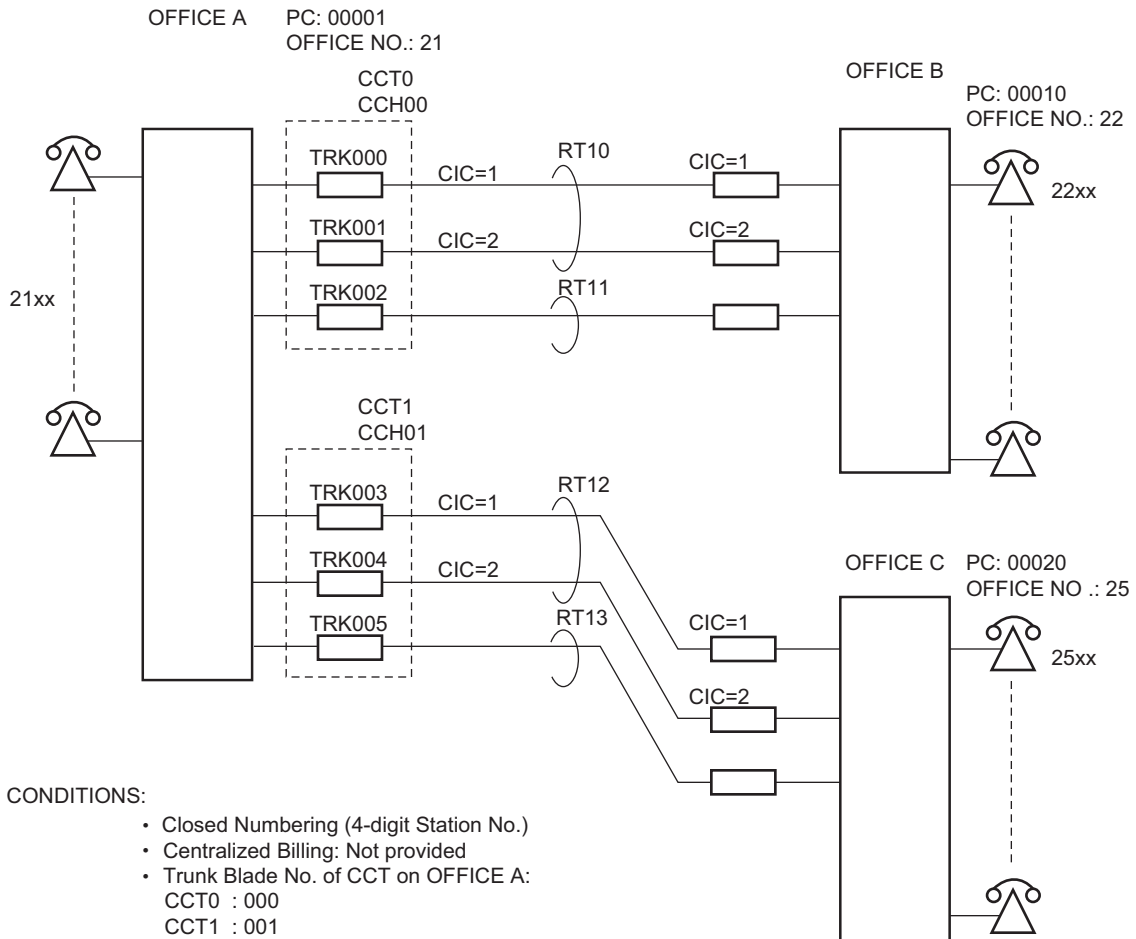 OFFICE A
PC: 00001
OFFICE NO.: 21
CCT0
CCH00
OFFICE B
PC: 00010
OFFICE NO.: 22
TRK000
CIC=1
RT10
CIC=1
22xx
TRK001
CIC=2
CIC=2
21xx
TRK002
RT11
CCT1
CCH01
TRK003
CIC=1
RT12
TRK004
CIC=2
OFFICE C
PC: 00020
OFFICE NO .: 25
TRK005
RT13
CIC=1
25xx
CIC=2
CONDITIONS:
• Closed Numbering (4-digit Station No.)
• Centralized Billing: Not provided
• Trunk Blade No. of CCT on OFFICE A:
CCT0 : 000
CCT1 : 001